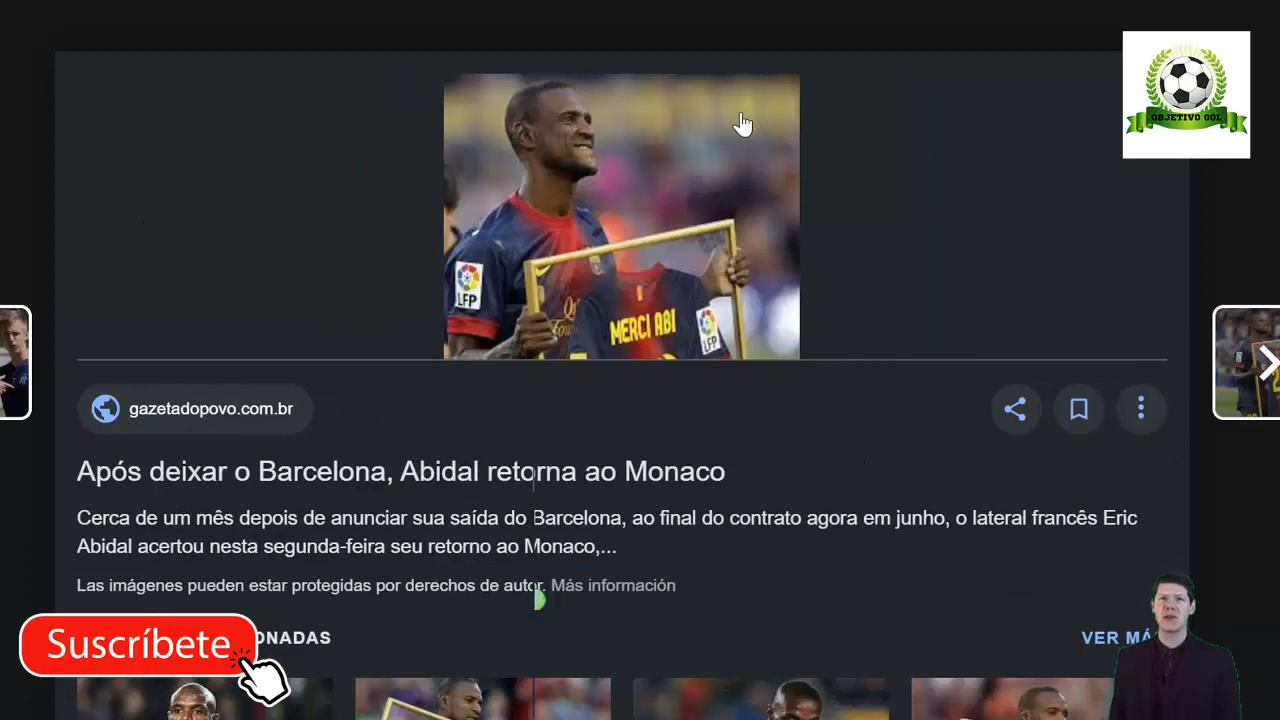 OBJETIVO GOL
LFP
MERCI ABI
LFP
gazetadopovo.com.br
Após deixar o Barcelona, Abidal retorna ao Monaco
Cerca de um mês depois de anunciar sua saída do Barcelona, ao final do contrato agora em junho, o lateral francês Eric
Abidal acertou nesta segunda-feira seu retorno ao Monaco,...
Las imágenes pueden estar protegidas por derechos de autor. Más información
Suscríbete
ONADAS
VER MÁ